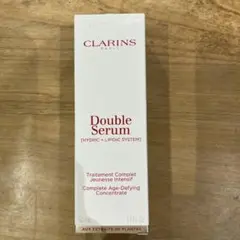 CLARINS
PARIS
Double
Serum
[HYDRIC + LIPIDIC SYSTEM]
Traitement Complet
Jeunesse Intensif
Complete Age-Defying
Concentrate